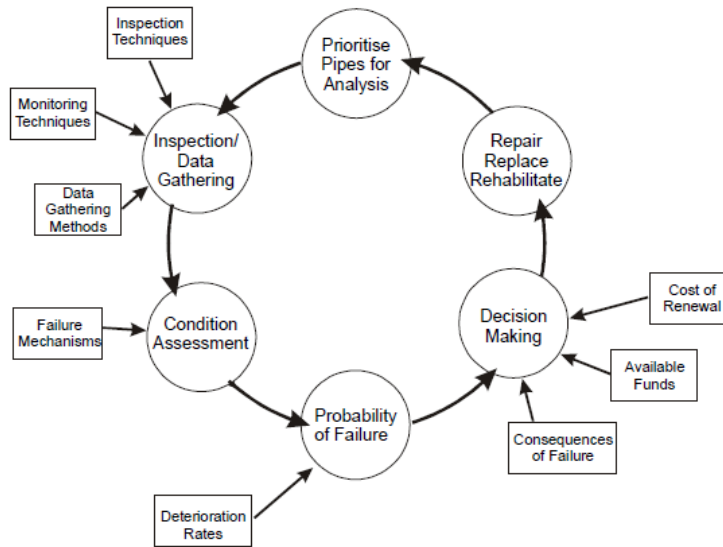 Inspection
Techniques
Prioritise
Pipes for
Analysis
Monitoring
Techniques
Inspection/
Data
Gathering
Repair
Replace
Rehabilitate
Data
Gathering
Methods
Failure
Mechanisms
Condition
Assessment
Decision
Making
Cost of
Renewal
Available
Funds
Probability
of Failure
Consequences
of Failure
Deterioration
Rates